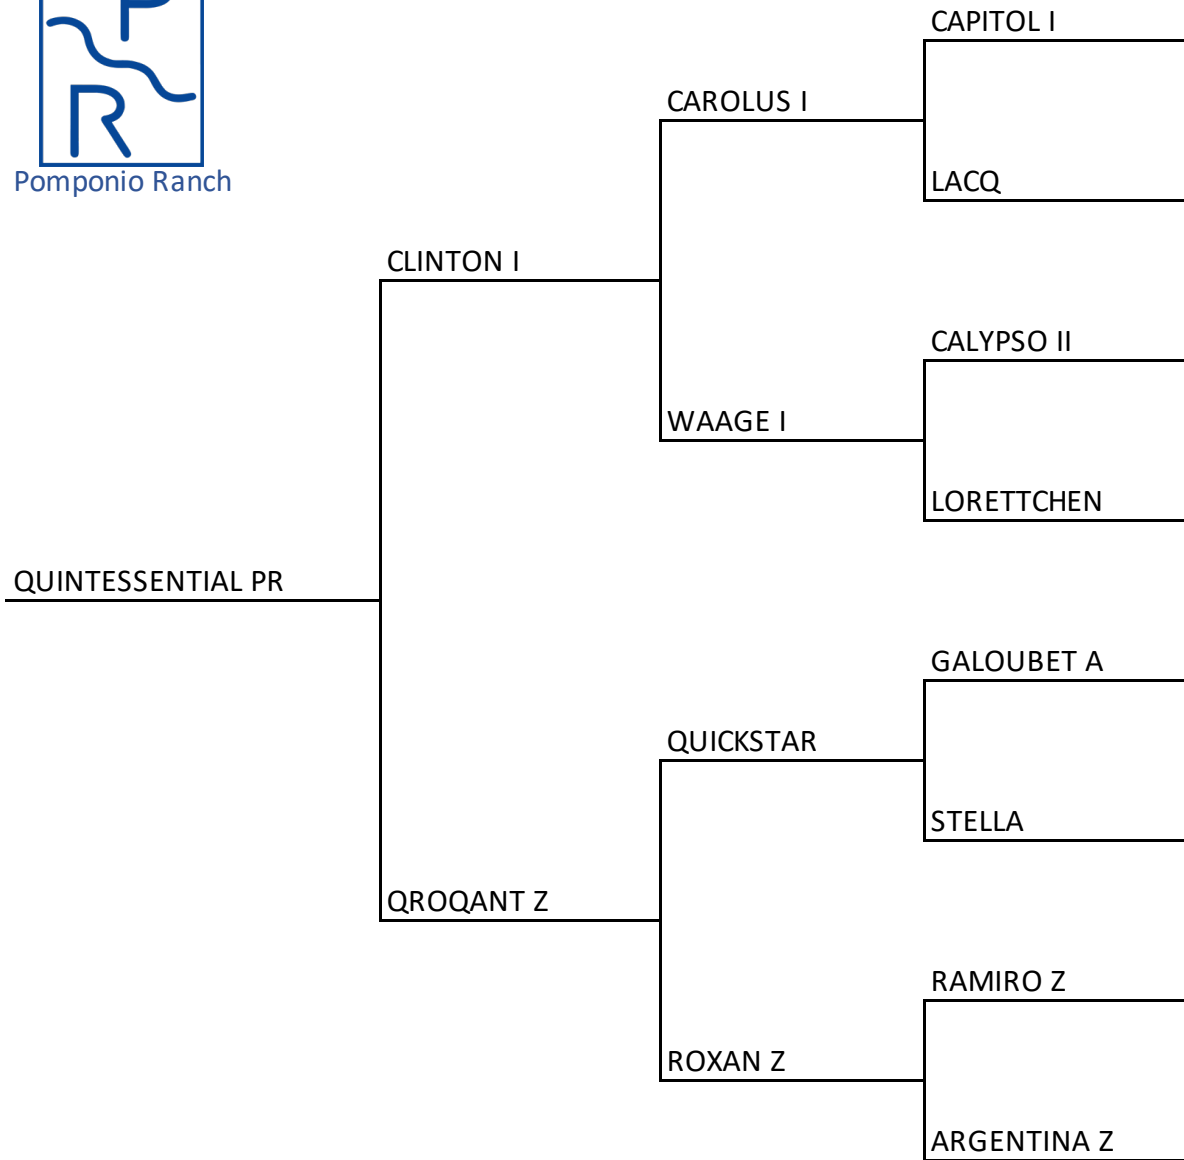 P
CAPITOL I
CAROLUS I
R
LACQ
Pomponio Ranch
CLINTON I
CALYPSO II
WAAGE I
LORETTCHEN
QUINTESSENTIAL PR
GALOUBET A
QUICKSTAR
STELLA
QROQANT Z
RAMIRO Z
ROXAN Z
ARGENTINA Z